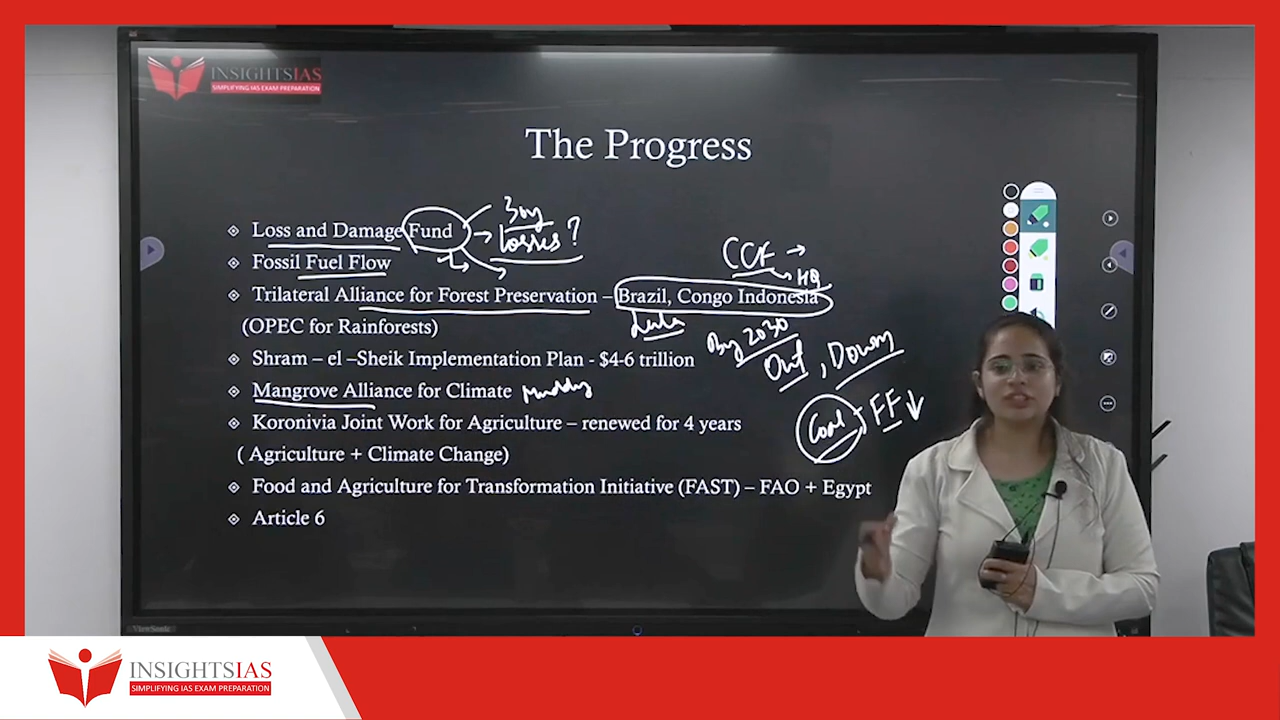 INSIGHTSIAS
SIMPLIFYING IAS EXAM PREPARATION
The Progress
Loss and Damage Fund
losses?
Fossil Fuel Flow
CCF →
HQ
Trilateral Alliance for Forest Preservation – Brazil, Congo Indonesia
Lula
(OPEC for Rainforests)
By 2030
Out, Down
Shram – el –Sheik Implementation Plan - $4-6 trillion
Mangrove Alliance for Climate
Coal, FF ↓
Koronivia Joint Work for Agriculture – renewed for 4 years
( Agriculture + Climate Change)
Food and Agriculture for Transformation Initiative (FAST) – FAO + Egypt
Article 6
ViewSonic
INSIGHTSIAS
SIMPLIFYING IAS EXAM PREPARATION